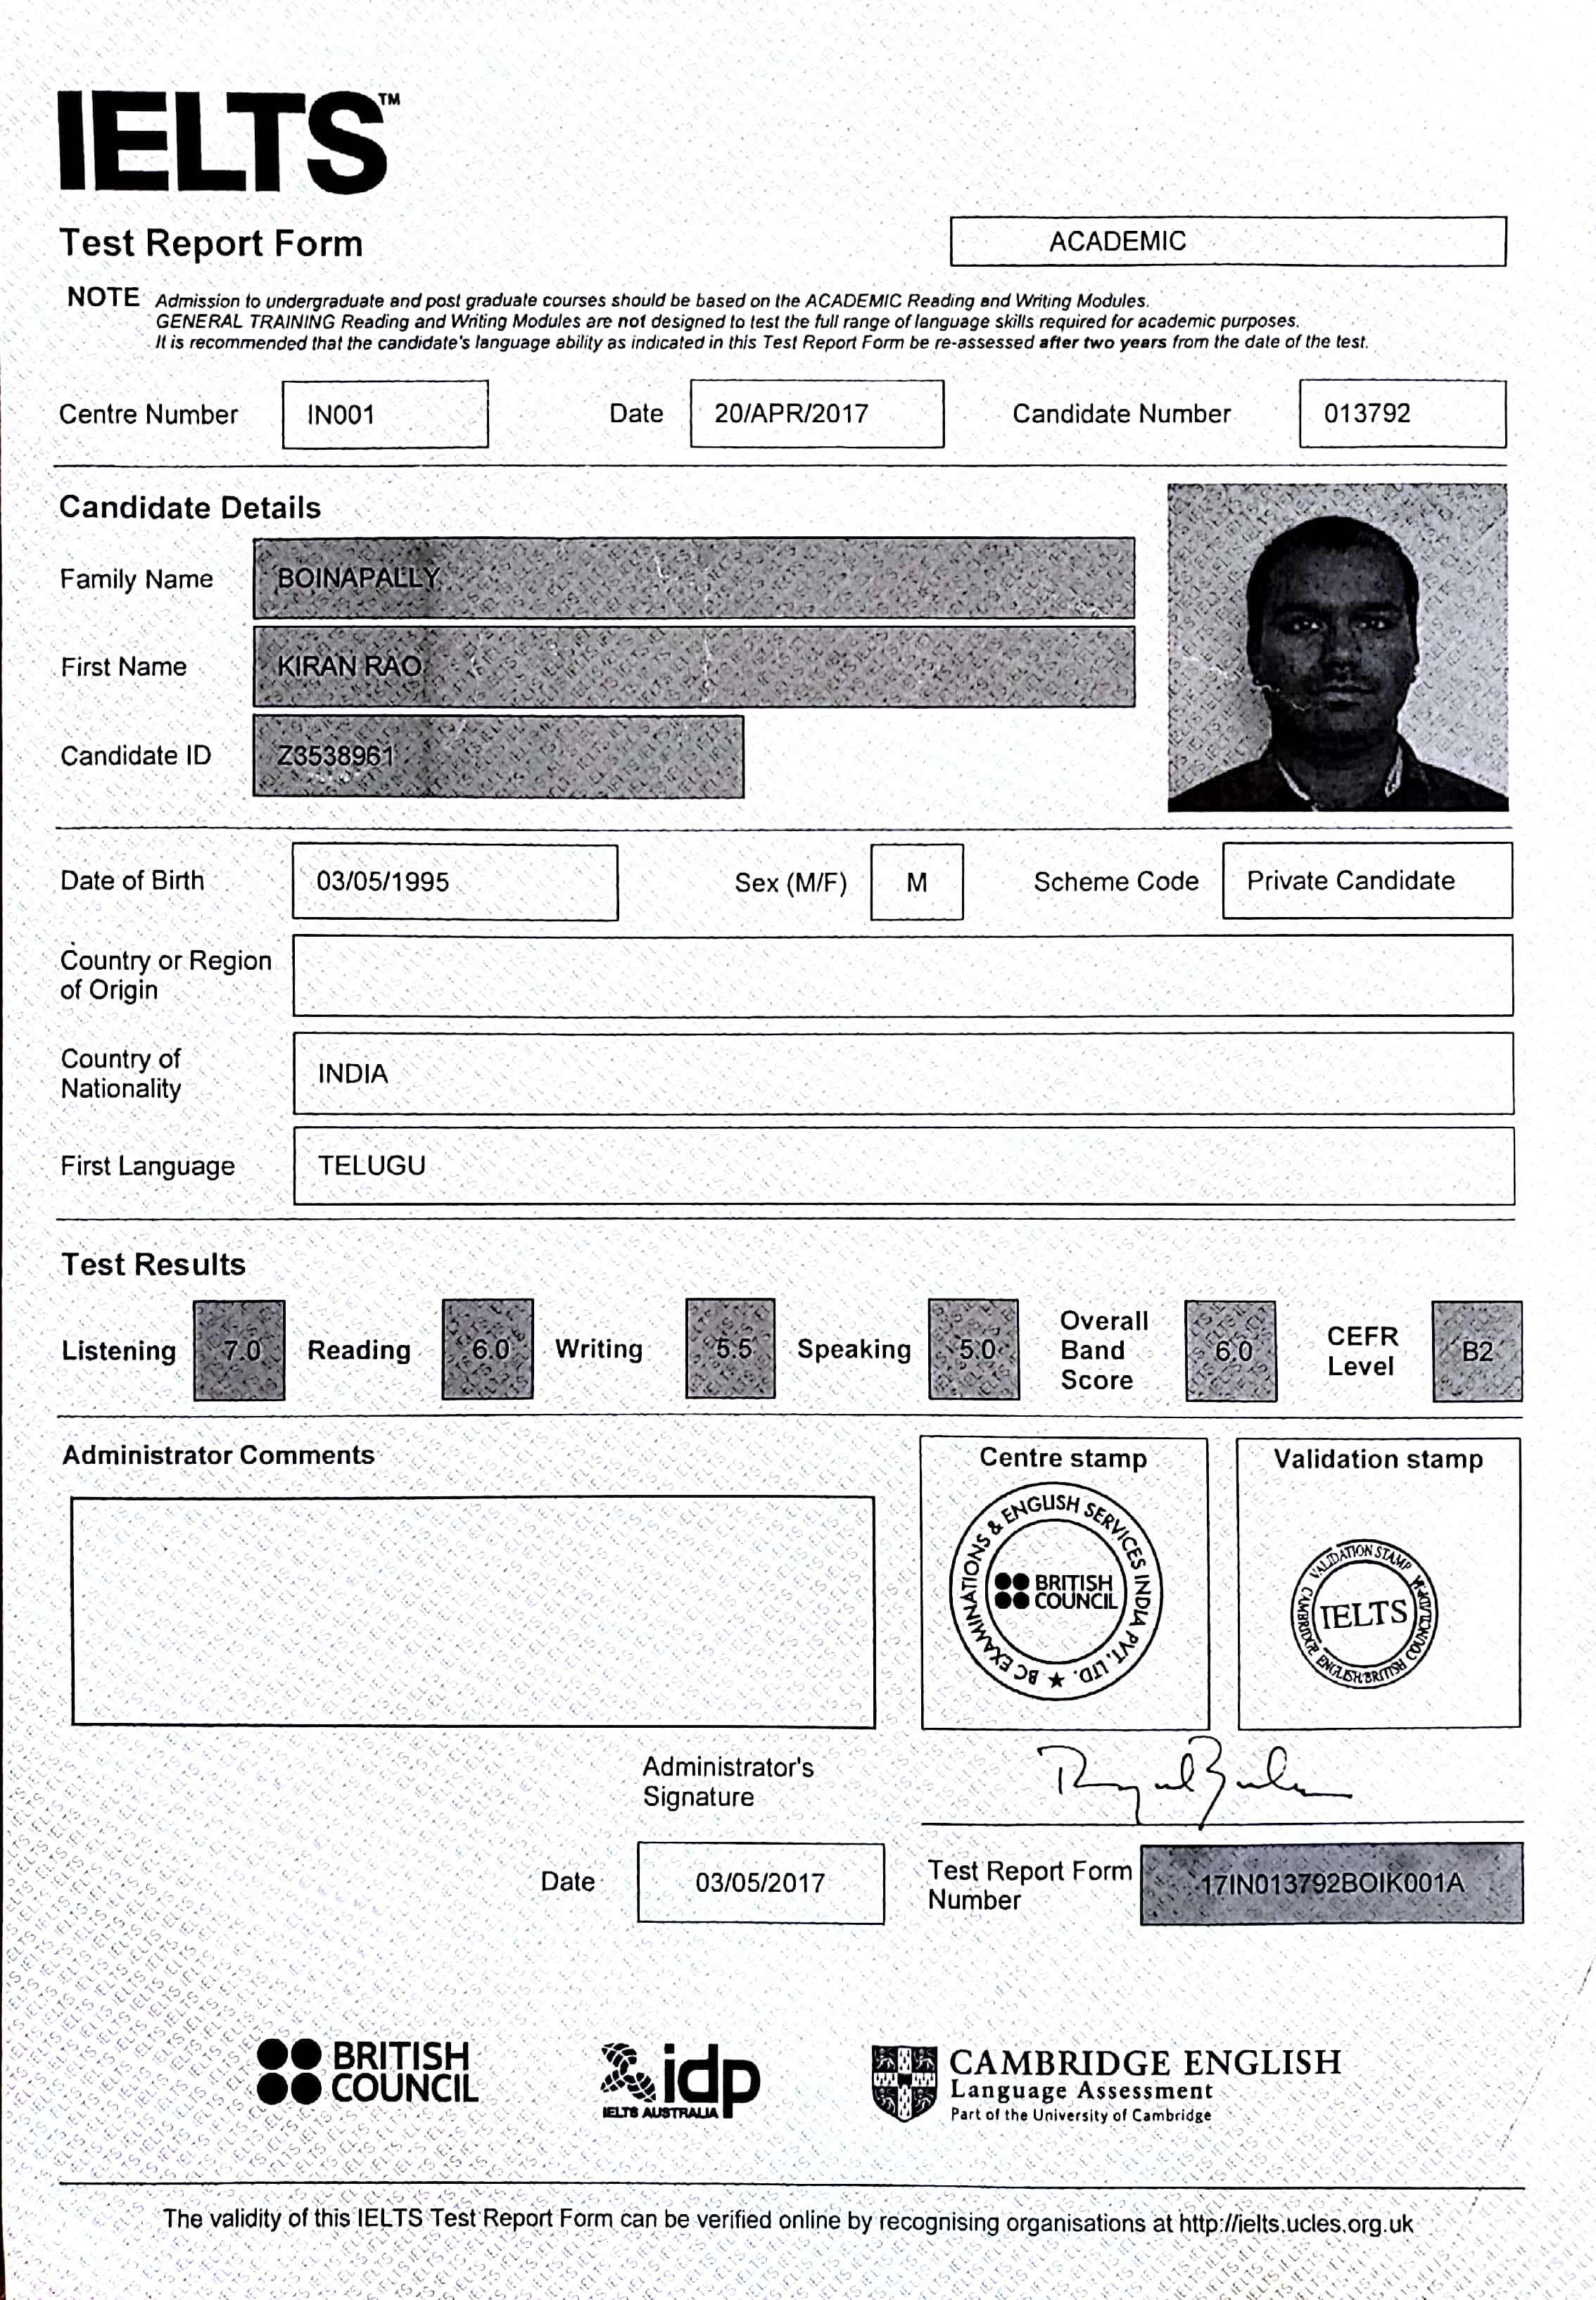 IELTS™
Test Report Form
ACADEMIC
NOTE Admission to undergraduate and post graduate courses should be based on the ACADEMIC Reading and Writing Modules.
GENERAL TRAINING Reading and Writing Modules are not designed to test the full range of language skills required for academic purposes.
It is recommended that the candidate's language ability as indicated in this Test Report Form be re-assessed after two years from the date of the test.
Centre Number IN001 Date 20/APR/2017 Candidate Number 013792
Candidate Details
Family Name BOINAPALLY
First Name KIRAN RAO
Candidate ID Z3538961
Date of Birth 03/05/1995 Sex (M/F) M Scheme Code Private Candidate
Country or Region
of Origin
Country of
Nationality
INDIA
First Language TELUGU
Test Results
Listening 7.0 Reading 6.0 Writing 5.5 Speaking 5.0
Overall
Band
Score
6.0
CEFR
Level
B2
Administrator Comments
Centre stamp
BC EXAMINATIONS & ENGLISH SERVICES INDIA PVT. LTD. ★
BRITISH
COUNCIL
Validation stamp
VALIDATION STAMP
CAMBRIDGE ENGLISH BRITISH COUNCIL IDP IA
IELTS
Administrator's
Signature
Date 03/05/2017
Test Report Form
Number
17IN013792BOIK001A
BRITISH
COUNCIL
idp
IELTS AUSTRALIA
CAMBRIDGE ENGLISH
Language Assessment
Part of the University of Cambridge
The validity of this IELTS Test Report Form can be verified online by recognising organisations at http://ielts.ucles.org.uk